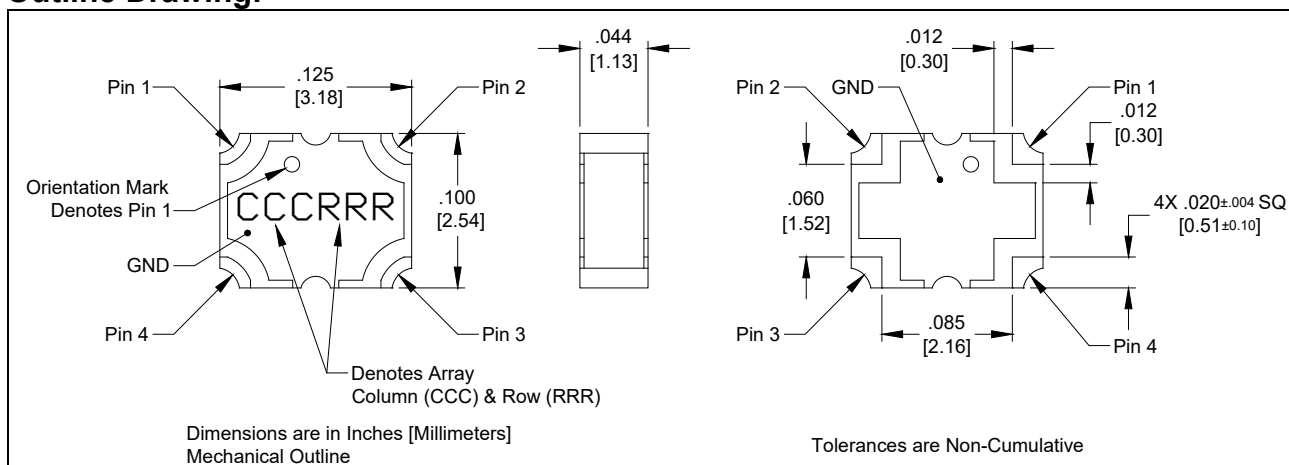 Outline Drawing:
.125
[3.18]
Pin 1
Pin 2
Orientation Mark
Denotes Pin 1
CCCRRR
.100
[2.54]
GND
Pin 4
Pin 3
Denotes Array
Column (CCC) & Row (RRR)
Dimensions are in Inches [Millimeters]
Mechanical Outline
.044
[1.13]
.012
[0.30]
Pin 2
GND
Pin 1
.012
[0.30]
.060
[1.52]
4X .020±.004 SQ
[0.51±0.10]
Pin 3
.085
[2.16]
Pin 4
Tolerances are Non-Cumulative